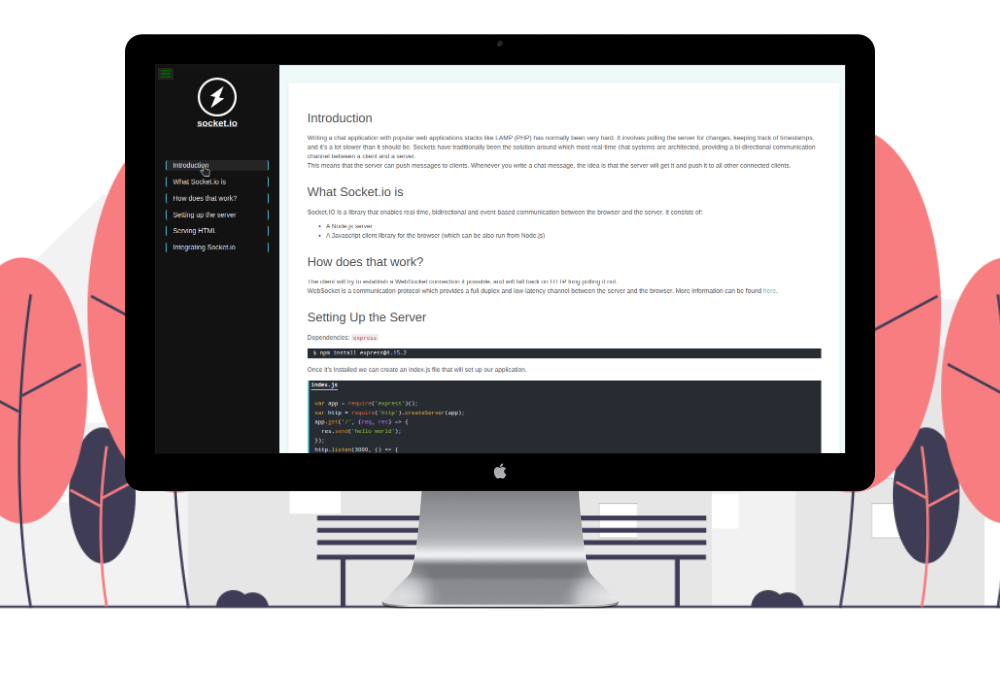 socket.io
Introduction
What Socket.io is
How does that work?
Setting up the server
Serving HTML
Integrating Socket.io
Introduction
Writing a chat application with popular web applications stacks like LAMP (PHP) has normally been very hard. It involves polling the server for changes, keeping track of timestamps,
and it's a lot slower than it should be. Sockets have traditionally been the solution around which most real-time chat systems are architected, providing a bi-directional communication
channel between a client and a server.
This means that the server can push messages to clients. Whenever you write a chat message, the idea is that the server will get it and push it to all other connected clients.
What Socket.io is
Socket.IO is a library that enables real-time, bidirectional and event-based communication between the browser and the server. It consists of:
• A Node.js server
• A Javascript client library for the browser (which can be also run from Node.js)
How does that work?
The client will try to establish a WebSocket connection if possible, and will fall back on HTTP long polling if not.
WebSocket is a communication protocol which provides a full-duplex and low-latency channel between the server and the browser. More information can be found here.
Setting Up the Server
Dependencies: express
$ npm install express@4.15.2
Once it's installed we can create an index.js file that will set up our application.
index.js
var app = require('express')();
var http = require('http').createServer(app);
app.get('/', (req, res) => {
res.send('hello world');
});
http.listen(3000, () => {